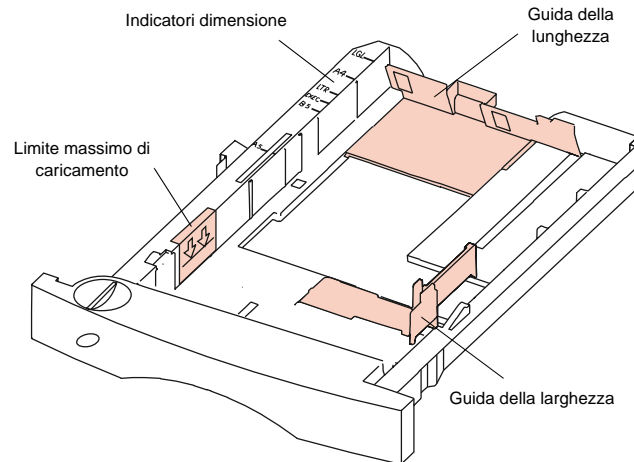 Indicatori dimensione
Guida della
lunghezza
LGL
A4
LTR
EXEC
B5
A5
Limite massimo di
caricamento
Guida della larghezza